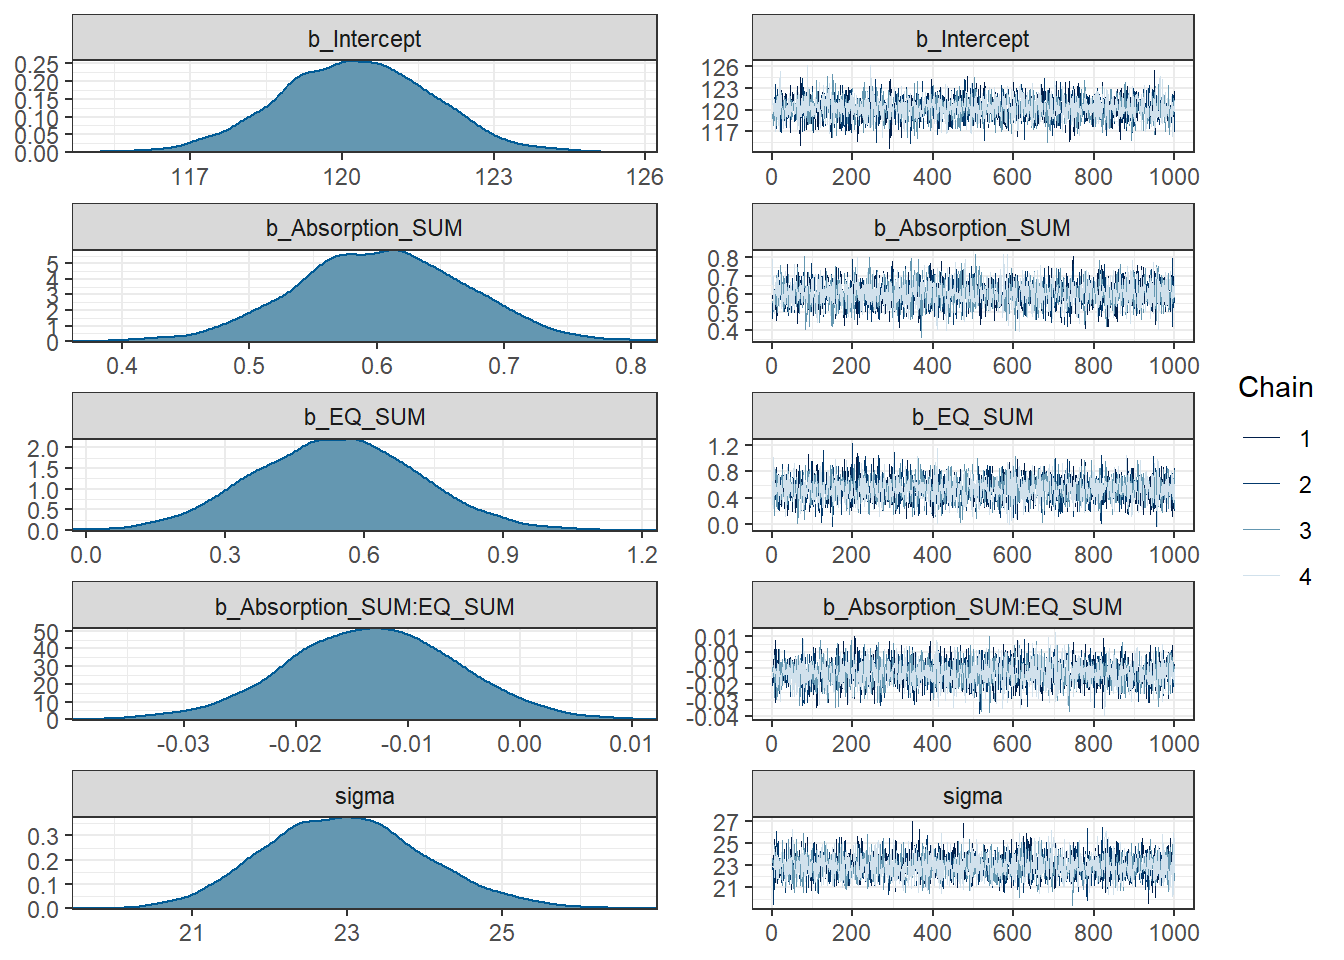 b_Intercept
0.25
0.20
0.15
0.10
0.05
0.00
117 120 123 126
b_Intercept
126
123
120
117
0 200 400 600 800 1000
b_Absorption_SUM
5
4
3
2
1
0
0.4 0.5 0.6 0.7 0.8
b_Absorption_SUM
0.8
0.7
0.6
0.5
0.4
0 200 400 600 800 1000
b_EQ_SUM
2.0
1.5
1.0
0.5
0.0
0.0 0.3 0.6 0.9 1.2
b_EQ_SUM
1.2
0.8
0.4
0.0
0 200 400 600 800 1000
b_Absorption_SUM:EQ_SUM
50
40
30
20
10
0
-0.03 -0.02 -0.01 0.00 0.01
b_Absorption_SUM:EQ_SUM
0.01
0.00
-0.01
-0.02
-0.03
-0.04
0 200 400 600 800 1000
sigma
0.3
0.2
0.1
0.0
21 23 25
sigma
27
25
23
21
0 200 400 600 800 1000
Chain
1
2
3
4